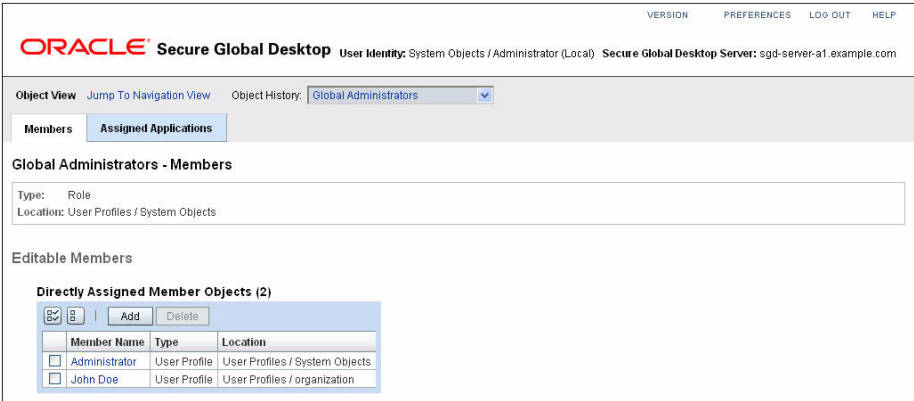 VERSION PREFERENCES LOG OUT HELP
ORACLE Secure Global Desktop User Identity: System Objects / Administrator (Local) Secure Global Desktop Server: sgd-server-a1.example.com
Object View Jump To Navigation View Object History: Global Administrators
Members Assigned Applications
Global Administrators - Members
Type: Role
Location: User Profiles / System Objects
Editable Members
Directly Assigned Member Objects (2)
Add Delete
Member Name Type Location
Administrator User Profile User Profiles / System Objects
John Doe User Profile User Profiles / organization